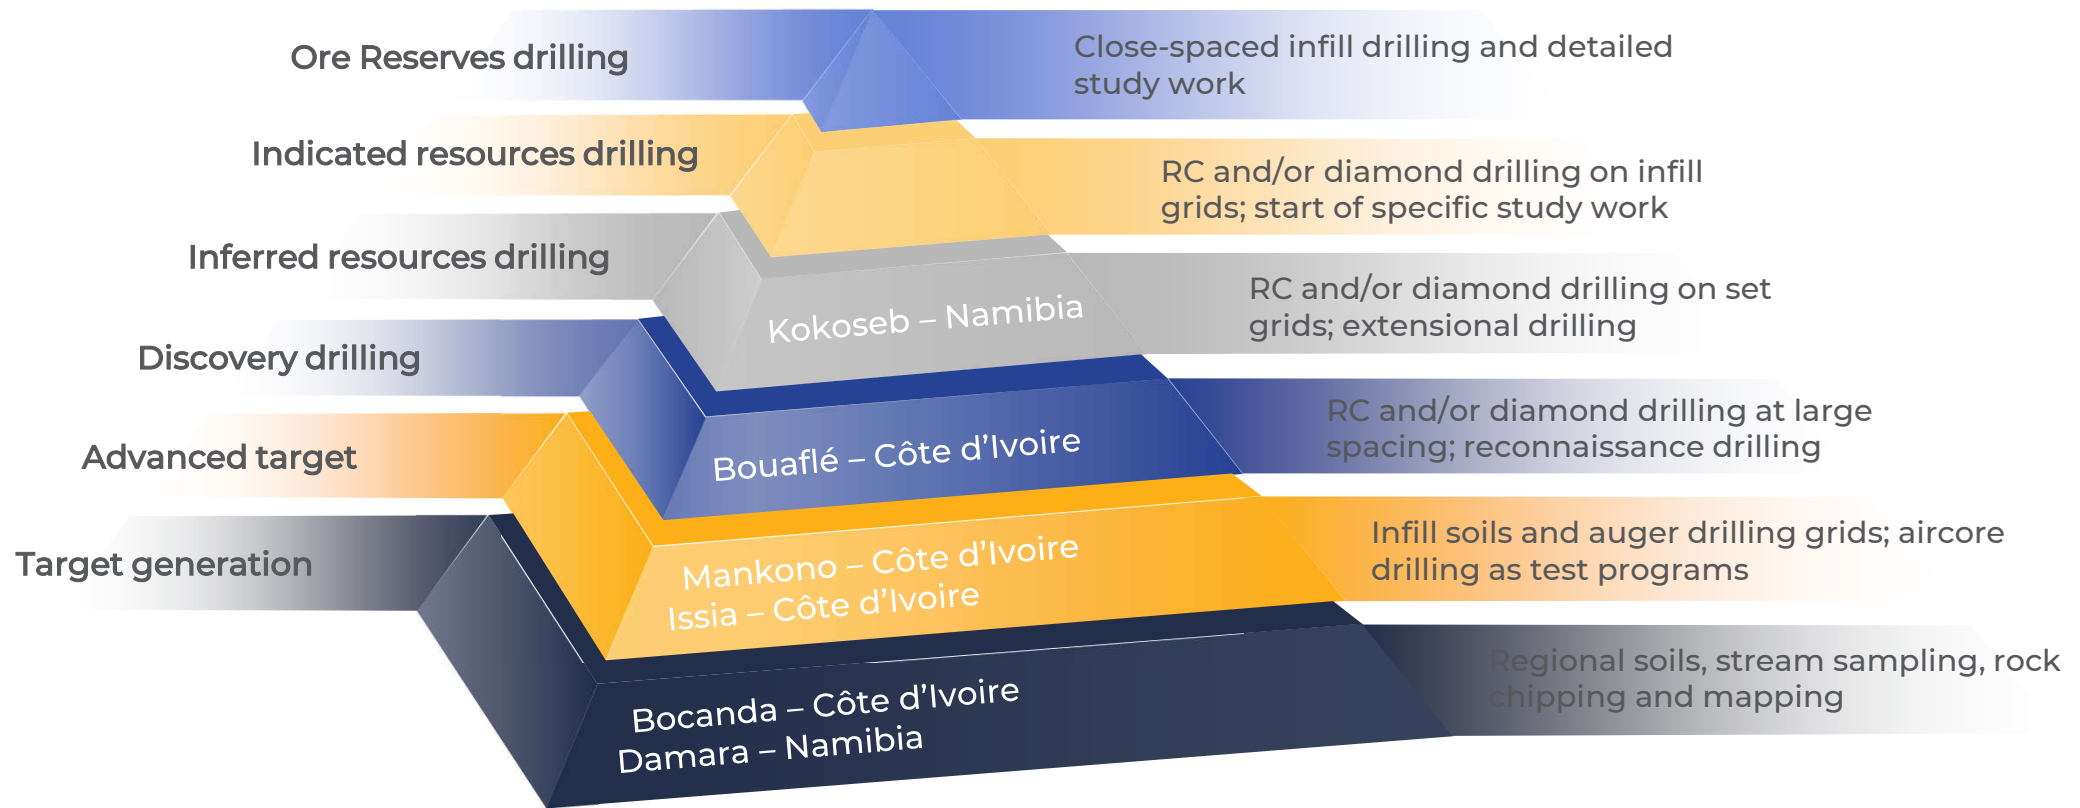 Ore Reserves drilling
Close-spaced infill drilling and detailed
study work
Indicated resources drilling
RC and/or diamond drilling on infill
grids; start of specific study work
Inferred resources drilling
Kokoseb – Namibia
RC and/or diamond drilling on set
grids; extensional drilling
Discovery drilling
Bouaflé – Côte d’Ivoire
RC and/or diamond drilling at large
spacing; reconnaissance drilling
Advanced target
Mankono – Côte d’Ivoire
Issia – Côte d’Ivoire
Infill soils and auger drilling grids; aircore
drilling as test programs
Target generation
Bocanda – Côte d’Ivoire
Damara – Namibia
Regional soils, stream sampling, rock
chipping and mapping